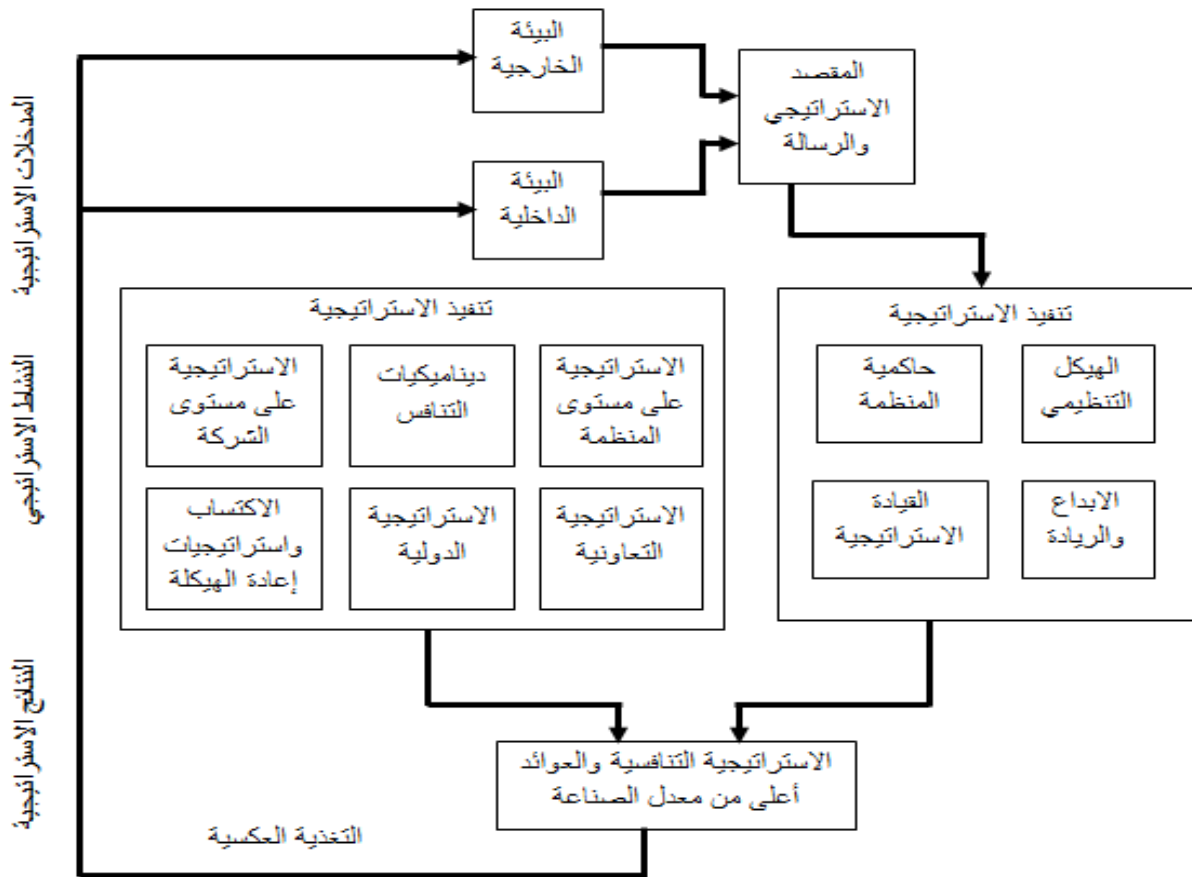 البيئة
الخارجية
المقصد
الاستراتيجي
والرسالة
البيئة
الداخلية
المدخلات الاستراتيجية
تنفيذ الاستراتيجية
الهيكل
التنظيمي
حاكمية
المنظمة
الابداع
والريادة
القيادة
الاستراتيجية
تنفيذ الاستراتيجية
الاستراتيجية
على مستوى
المنظمة
ديناميكيات
التنافس
الاستراتيجية
على مستوى
الشركة
الاستراتيجية
التعاونية
الاستراتيجية
الدولية
الاكتساب
واستراتيجيات
إعادة الهيكلة
النشاط الاستراتيجي
الاستراتيجية التنافسية والعوائد
أعلى من معدل الصناعة
النتائج الاستراتيجية
التغذية العكسية